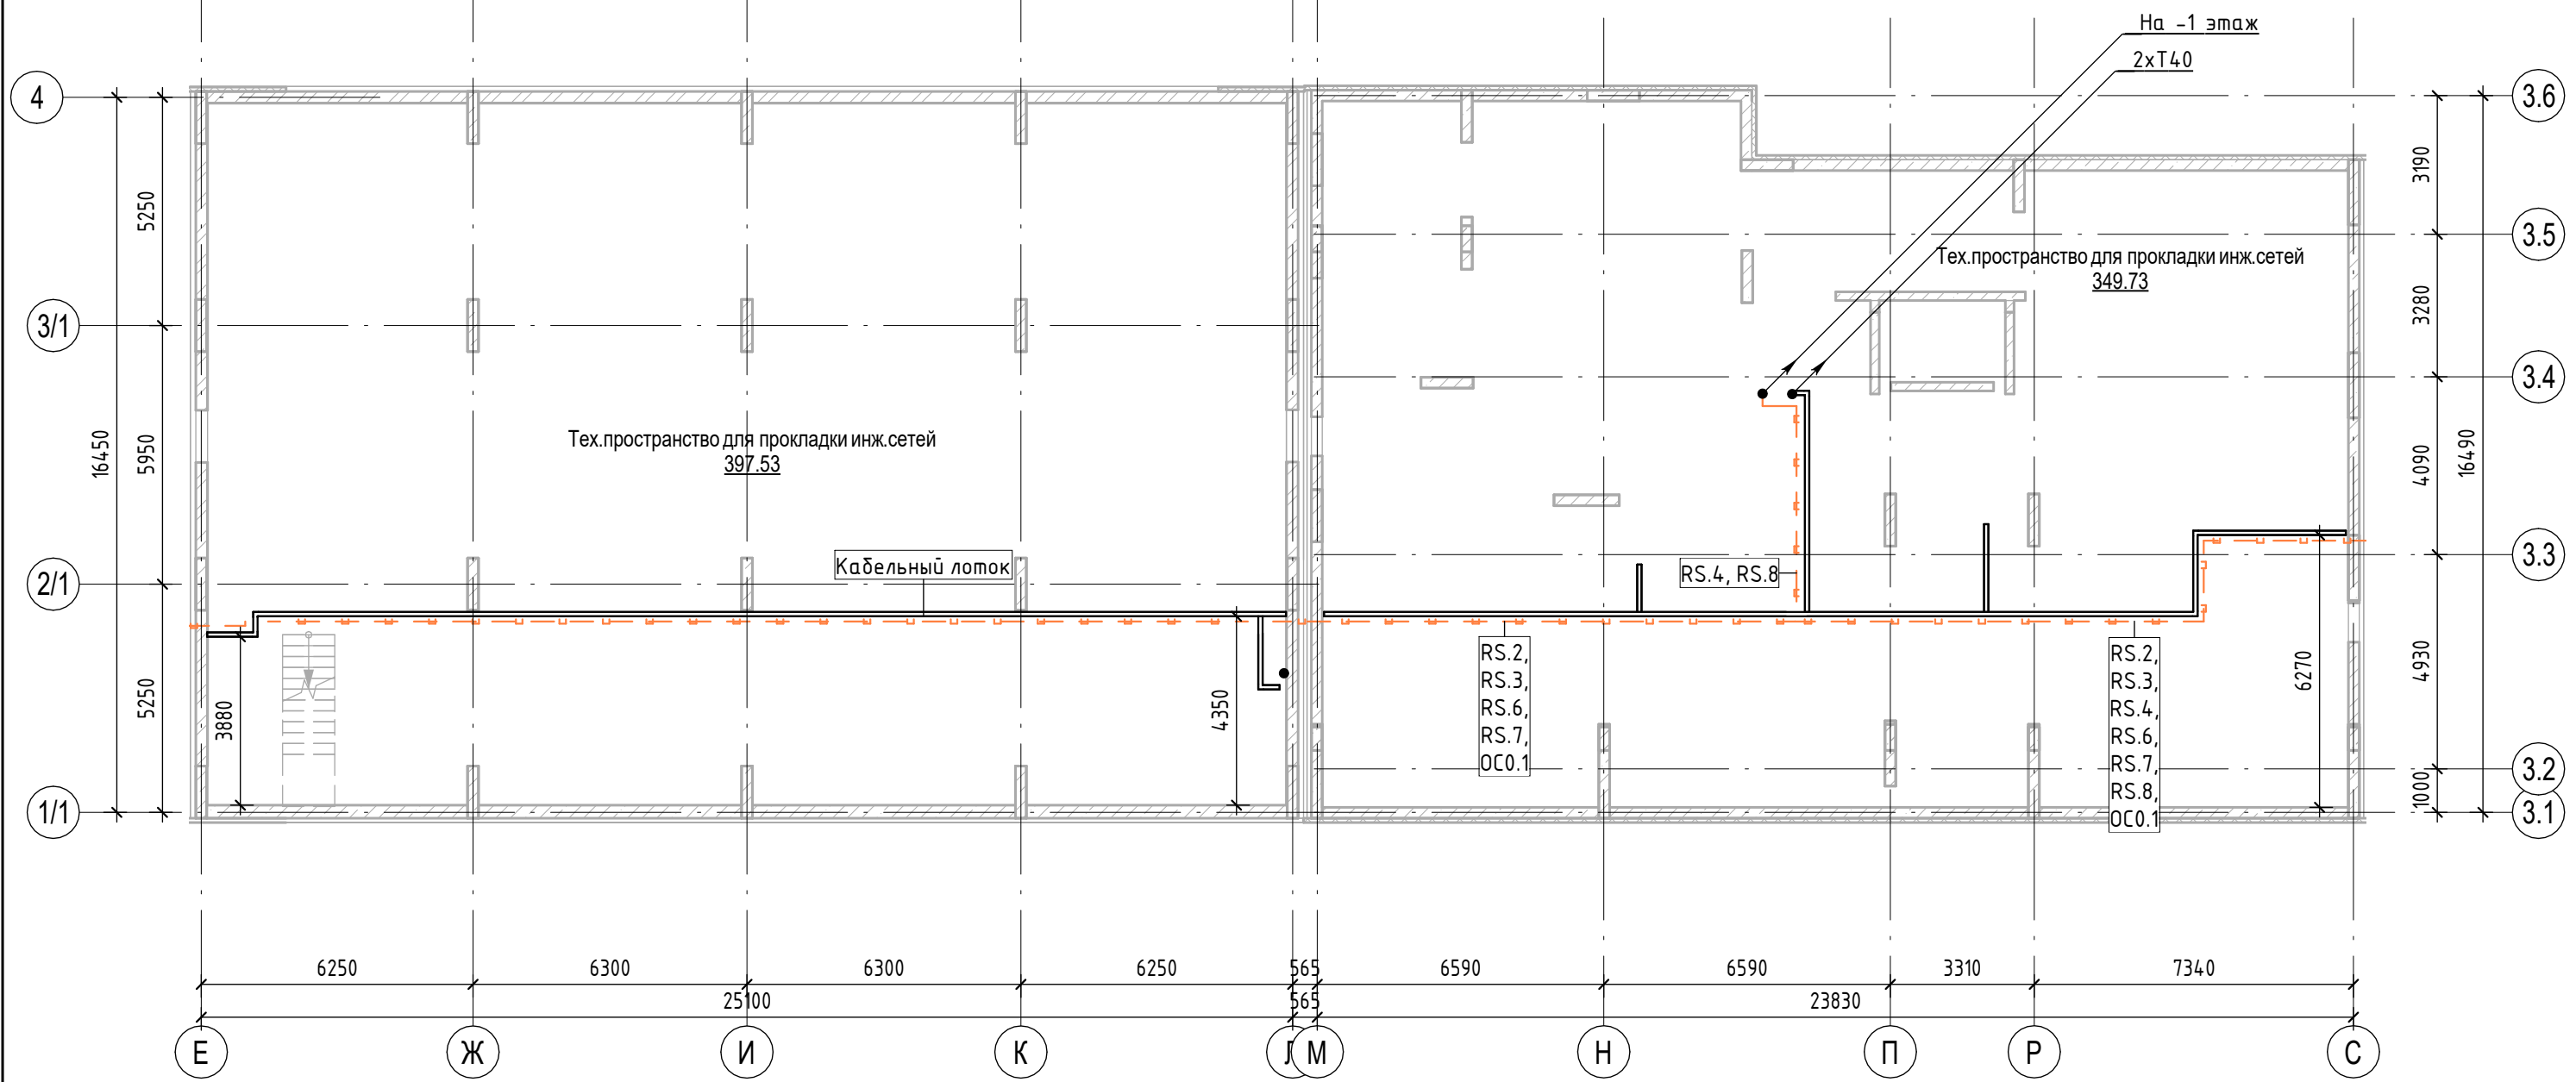 На -1 этаж
2хТ40
4
3.6
3190
5250
3.5
Тех.пространство для прокладки инж.сетей
349.73
3280
3/1
3.4
Тех.пространство для прокладки инж.сетей
397.53
16450
5950
4090
16490
Кабельный лоток
RS.4, RS.8
3.3
2/1
RS.2,
RS.3,
RS.6,
RS.7,
ОС0.1
RS.2,
RS.3,
RS.4,
RS.6,
RS.7,
RS.8,
ОС0.1
5250
3880
4350
6270
4930
3.2
1000
1/1
3.1
6250
6300
6300
6250
565
6590
6590
3310
7340
25100
565
23830
Е
Ж
И
К
Л
М
Н
П
Р
С